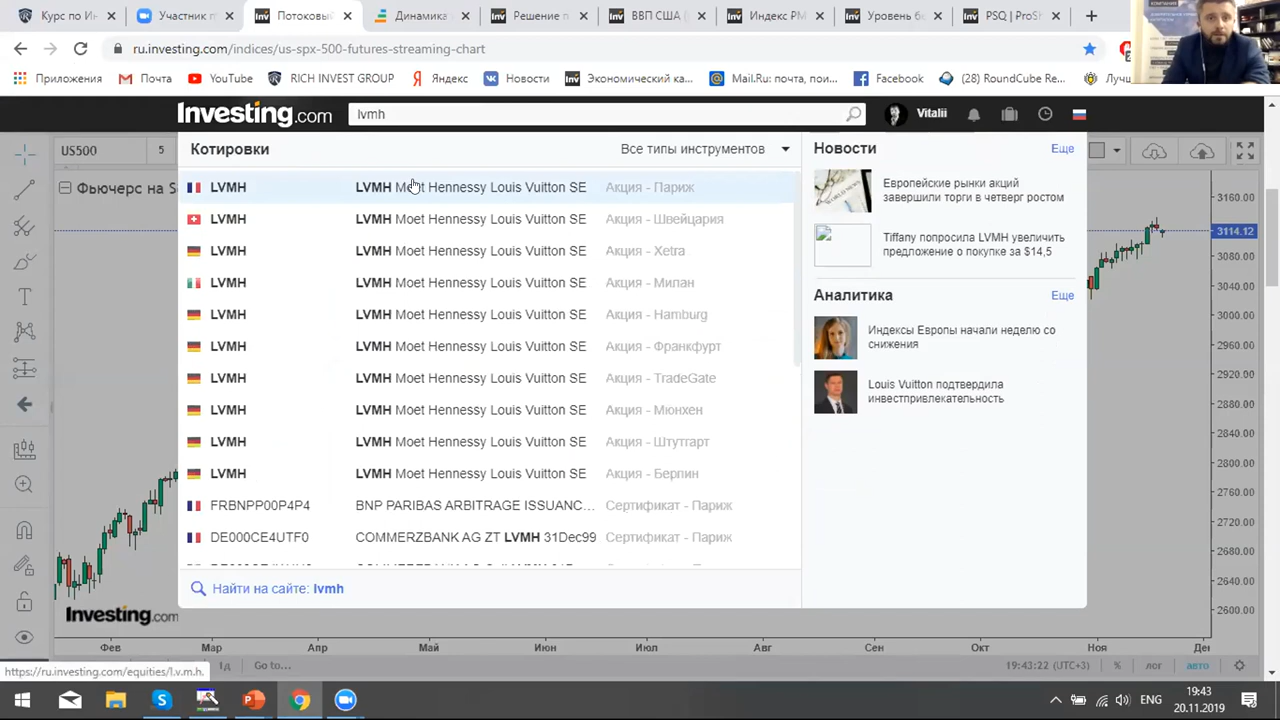 Курс по Ин
Участник п
Потоковый
Динамика
Решение п
ВВП США (
Индекс PM
Уровень
PSQ | ProSh
ru.investing.com/indices/us-spx-500-futures-streaming-chart
Приложения
Почта
YouTube
RICH INVEST GROUP
Яндекс
Новости
Экономический ка...
Mail.Ru: почта, пои...
Facebook
(28) RoundCube Re...
Лучш
Investing.com
lvmh
Vitalii
US500
5
Фьючерс на S
Котировки
Все типы инструментов
LVMH LVMH Moet Hennessy Louis Vuitton SE Акция - Париж
LVMH LVMH Moet Hennessy Louis Vuitton SE Акция - Швейцария
LVMH LVMH Moet Hennessy Louis Vuitton SE Акция - Xetra
LVMH LVMH Moet Hennessy Louis Vuitton SE Акция - Милан
LVMH LVMH Moet Hennessy Louis Vuitton SE Акция - Hamburg
LVMH LVMH Moet Hennessy Louis Vuitton SE Акция - Франкфурт
LVMH LVMH Moet Hennessy Louis Vuitton SE Акция - TradeGate
LVMH LVMH Moet Hennessy Louis Vuitton SE Акция - Мюнхен
LVMH LVMH Moet Hennessy Louis Vuitton SE Акция - Штутгарт
LVMH LVMH Moet Hennessy Louis Vuitton SE Акция - Берлин
FRBNPP00P4P4 BNP PARIBAS ARBITRAGE ISSUANC... Сертификат - Париж
DE000CE4UTF0 COMMERZBANK AG ZT LVMH 31Dec99 Сертификат - Париж
Найти на сайте: lvmh
Новости
Еще
Европейские рынки акций
завершили торги в четверг ростом
Tiffany попросила LVMH увеличить
предложение о покупке за $14,5
Аналитика
Еще
Индексы Европы начали неделю со
снижения
Louis Vuitton подтвердила
инвестпривлекательность
3160.00
3114.12
3080.00
3040.00
3000.00
2960.00
2920.00
2880.00
2840.00
2800.00
2760.00
2720.00
2680.00
2640.00
2600.00
Investing.com
Фев
Мар
Апр
Май
Июн
Июл
Авг
Сен
Окт
Ноя
Де
https://ru.investing.com/equities/l.v.m.h.
1д
Go to...
19:43:22 (UTC+3)
%
лог
авто
ENG
19:43
20.11.2019